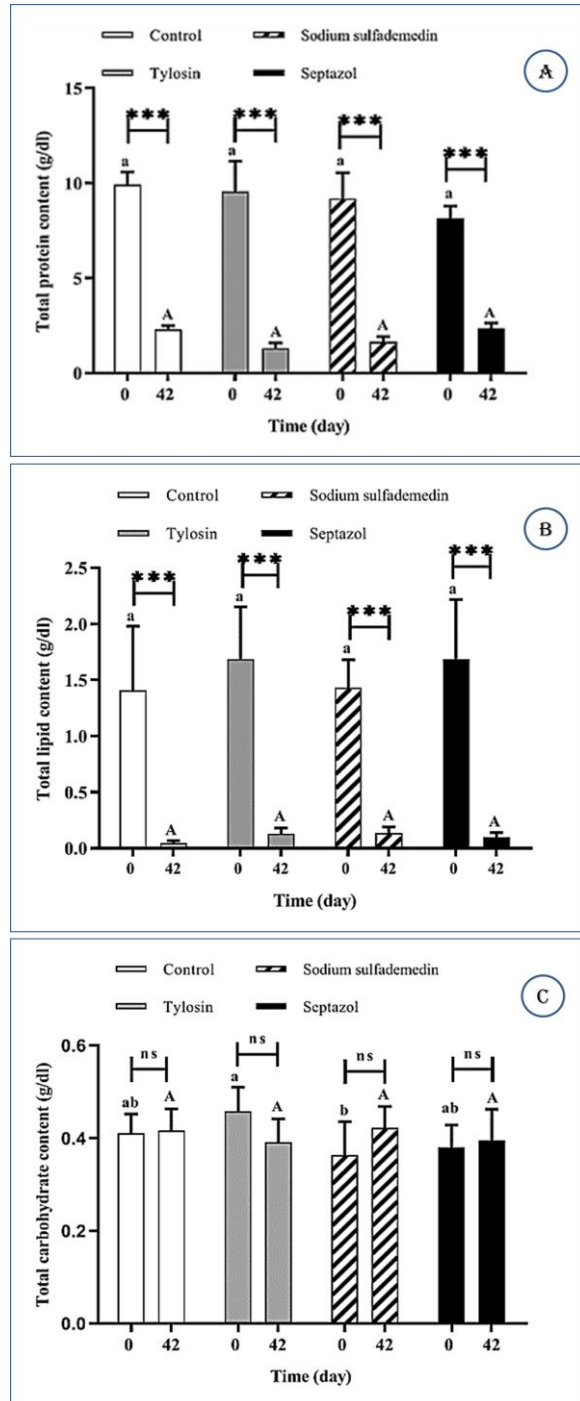 Control Sodium sulfademedin
Tylosin Septazol
A
15
10
5
0
Total protein content (g/dl)
*** *** *** ***
a A a A a A a A
0 42 0 42 0 42 0 42
Time (day)
Control Sodium sulfademedin
Tylosin Septazol
B
2.5
2.0
1.5
1.0
0.5
0.0
Total lipid content (g/dl)
*** *** *** ***
a A a A a A a A
0 42 0 42 0 42 0 42
Time (day)
Control Sodium sulfademedin
Tylosin Septazol
C
0.6
0.4
0.2
0.0
Total carbohydrate content (g/dl)
ns ns ns ns
ab A a A b A ab A
0 42 0 42 0 42 0 42
Time (day)